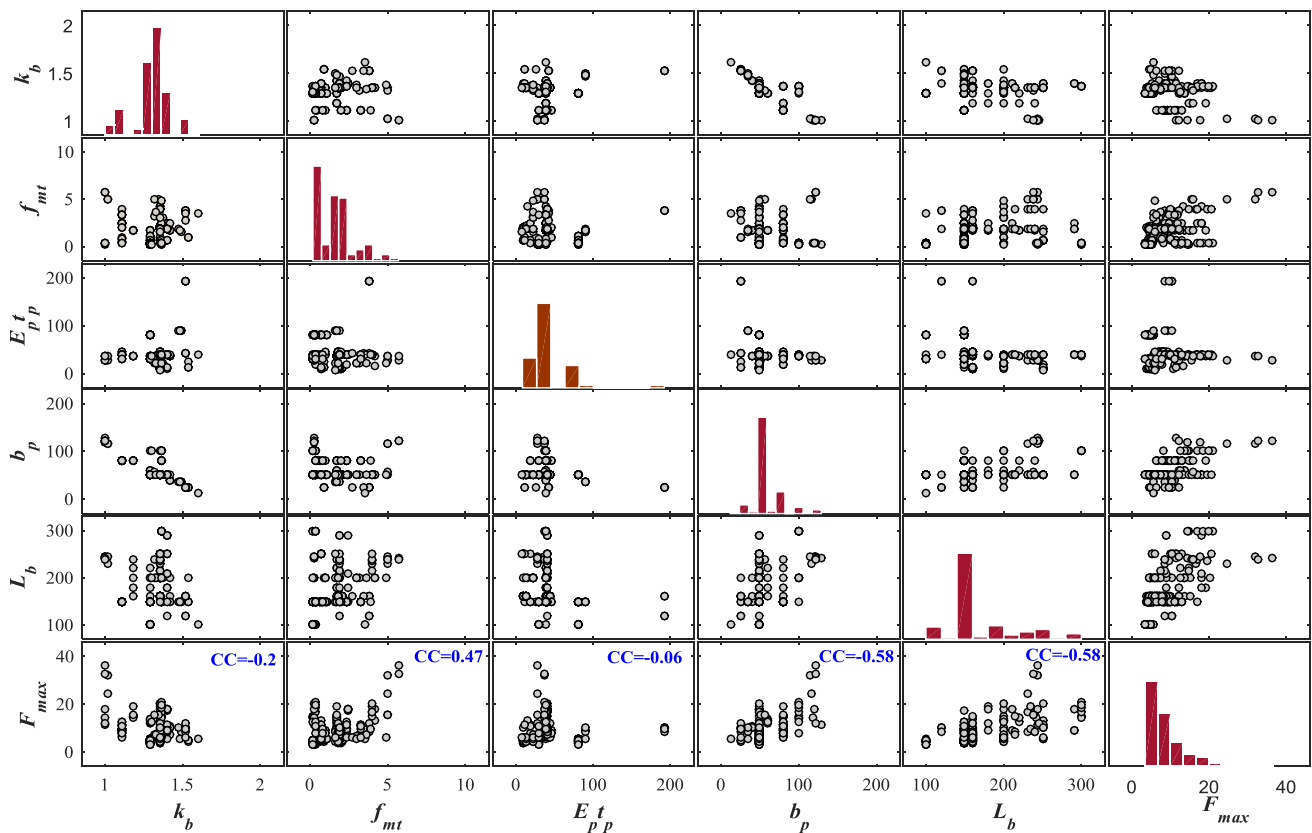 2
1.5
1
k_b
10
5
0
f_mt
200
100
0
E_p t_p
200
100
0
b_p
300
200
100
L_b
40
20
0
F_max
CC=-0.2
CC=0.47
CC=-0.06
CC=-0.58
CC=-0.58
1 1.5 2
0 5 10
0 100 200
0 100 200
100 200 300
0 20 40
k_b
f_mt
E_p t_p
b_p
L_b
F_max